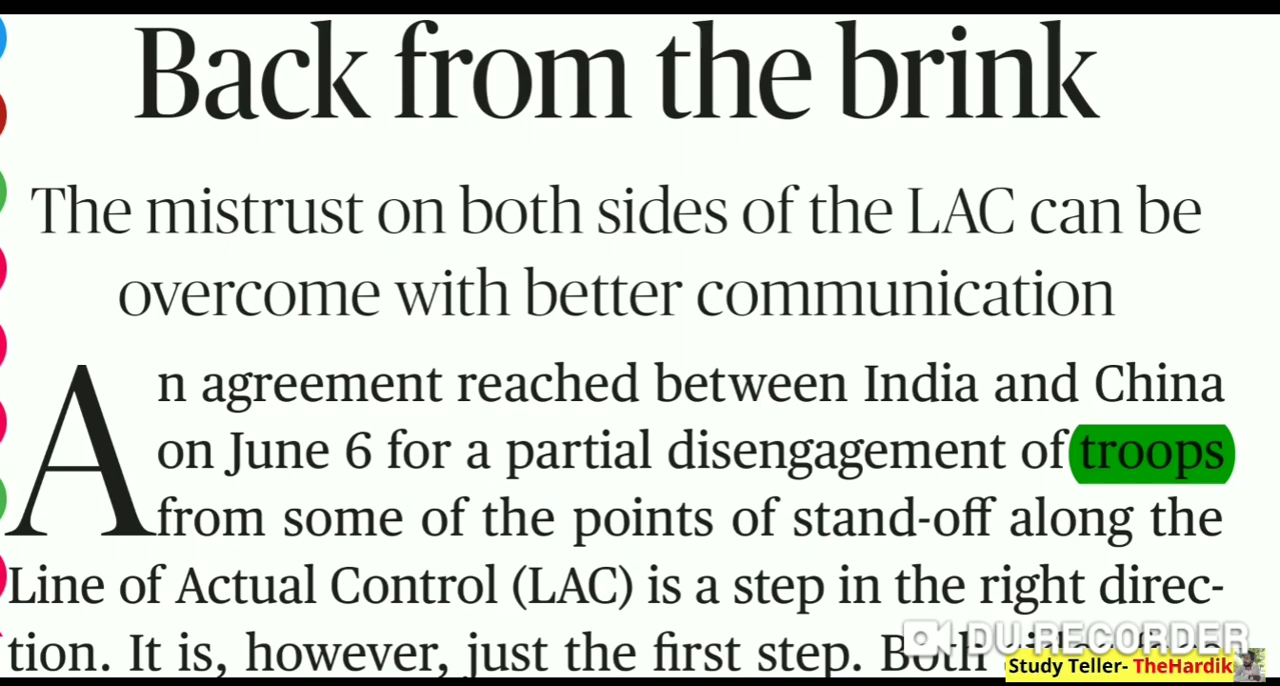 Back from the brink
The mistrust on both sides of the LAC can be
overcome with better communication
An agreement reached between India and China
on June 6 for a partial disengagement of troops
from some of the points of stand-off along the
Line of Actual Control (LAC) is a step in the right direc-
tion. It is, however, just the first step. Both
DU RECORDER
Study Teller- TheHardik